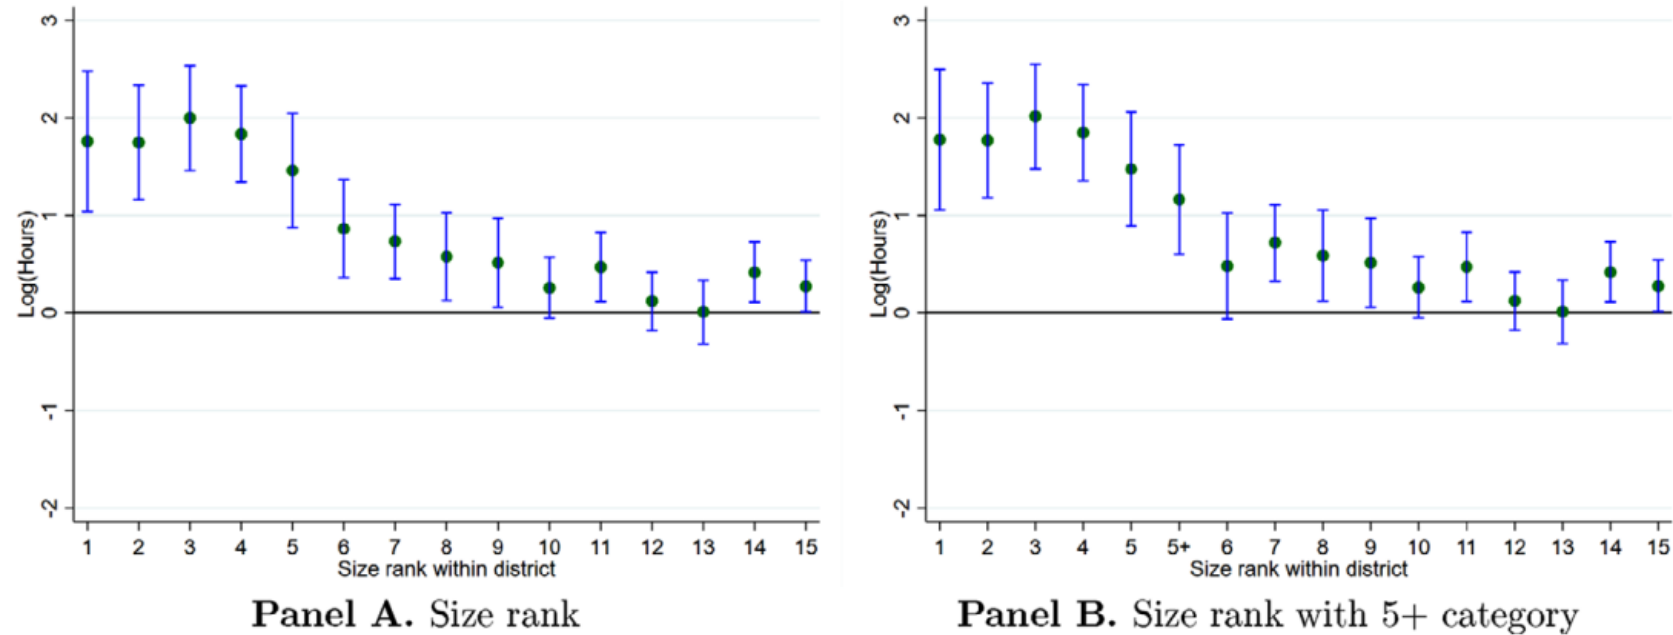 3
2
1
0
-1
-2
Log(Hours)
1 2 3 4 5 6 7 8 9 10 11 12 13 14 15
Size rank within district
Panel A. Size rank
3
2
1
0
-1
-2
Log(Hours)
1 2 3 4 5 5+ 6 7 8 9 10 11 12 13 14 15
Size rank within district
Panel B. Size rank with 5+ category